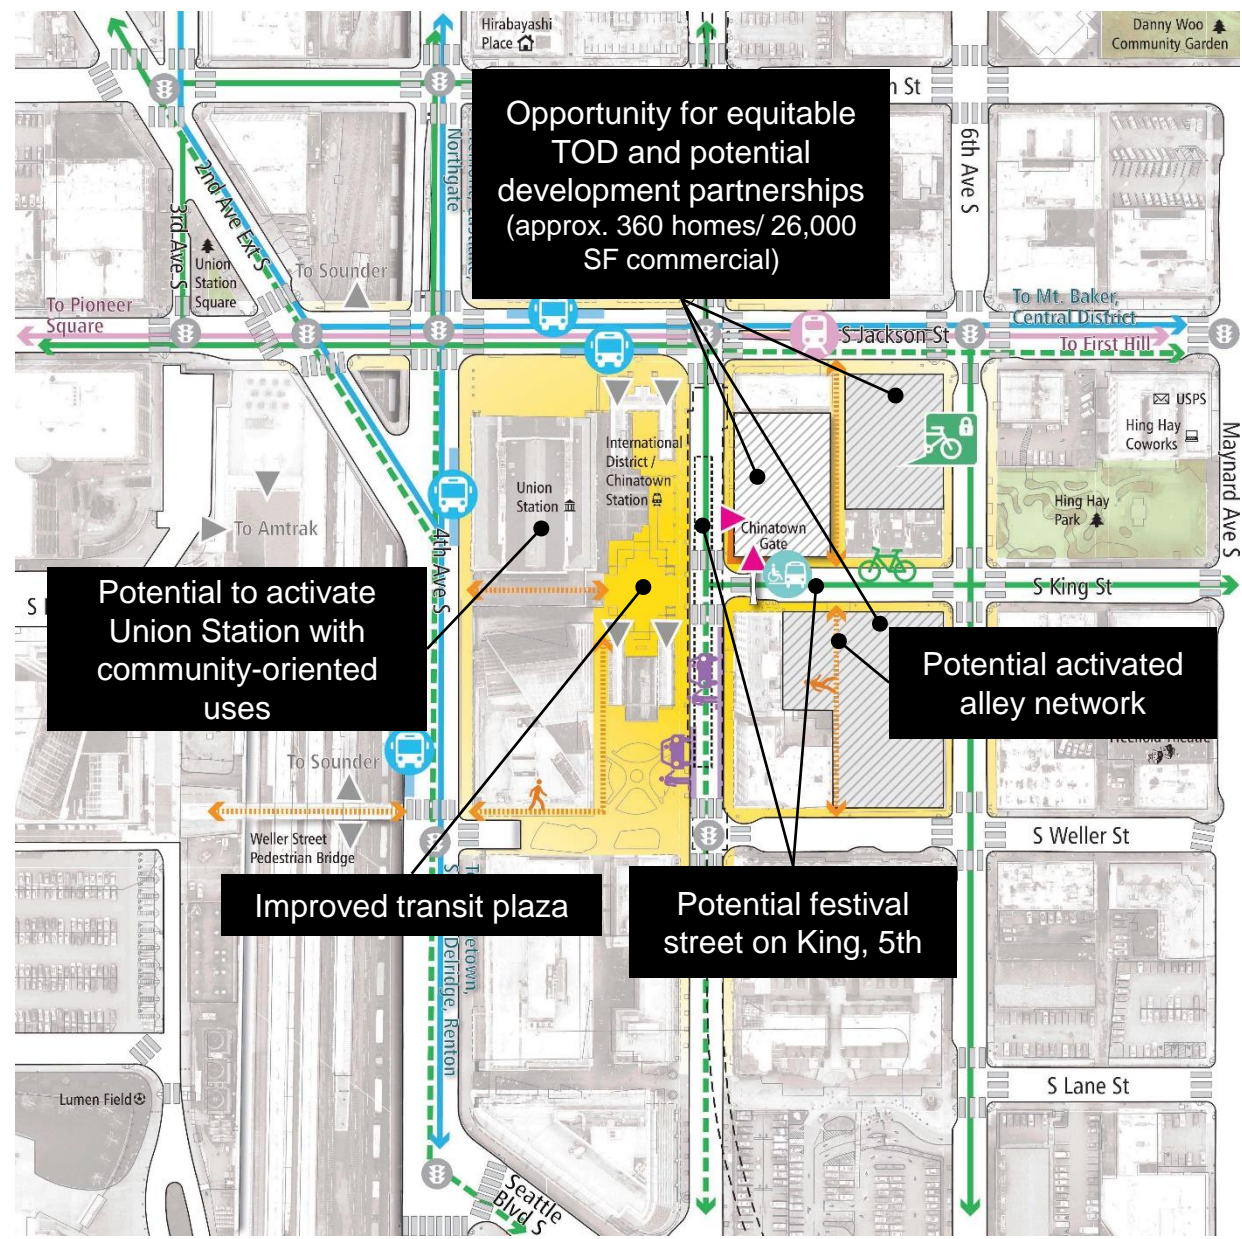 Hirabayashi
Place
Danny Woo
Community Garden
n St
Opportunity for equitable
TOD and potential
development partnerships
(approx. 360 homes/ 26,000
SF commercial)
6th Ave S
Northgate
2nd Ave Ext S
3rd Ave S
Union
Station
Square
To Sounder
To Pioneer
Square
To Mt. Baker,
Central District
S Jackson St
To First Hill
USPS
Hing Hay
Coworks
Maynard Ave S
International
District /
Chinatown
Station
Union
Station
Hing Hay
Park
To Amtrak
Chinatown
Gate
4th Ave S
S King St
Potential to activate
Union Station with
community-oriented
uses
Potential activated
alley network
To Sounder
Weller Street
Pedestrian Bridge
S Weller St
Improved transit plaza
Potential festival
street on King, 5th
etown,
Delridge, Renton
S Lane St
Lumen Field
Seattle
Blvd S